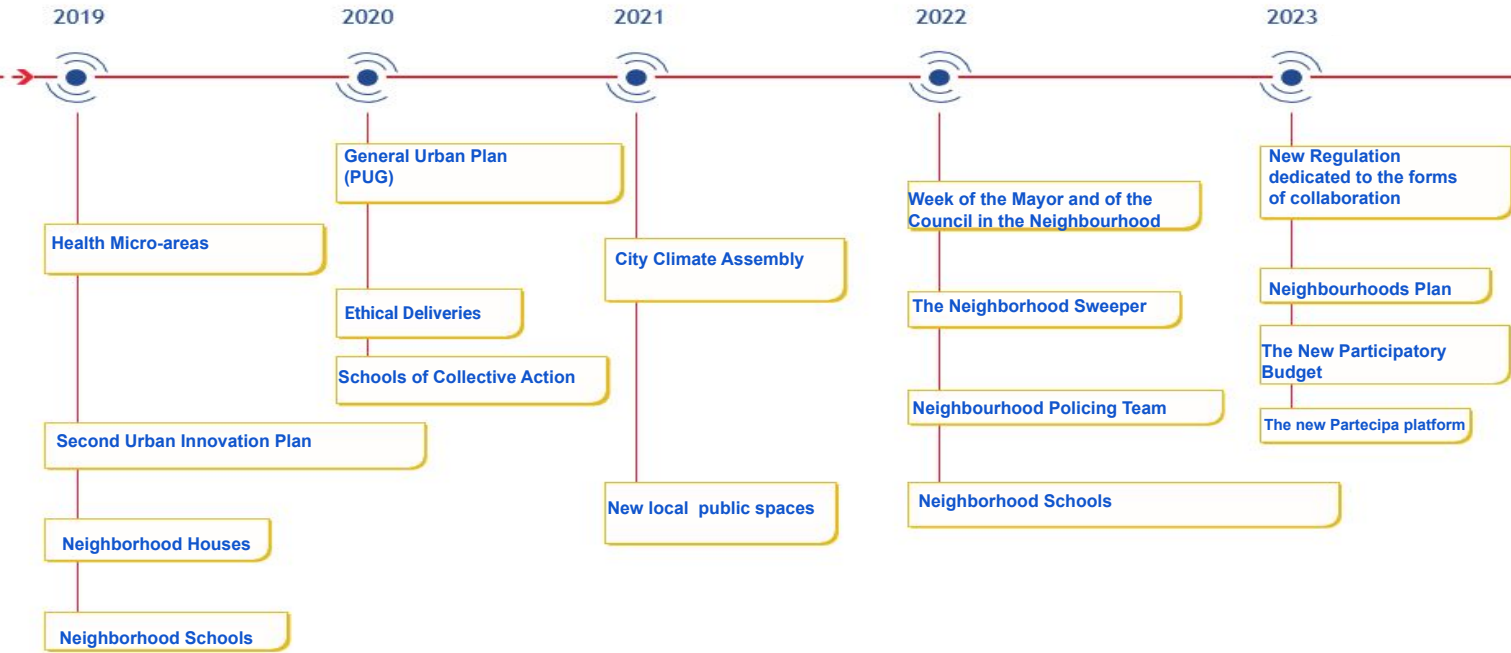 2019
2020
2021
2022
2023
Health Micro-areas
Second Urban Innovation Plan
Neighborhood Houses
Neighborhood Schools
General Urban Plan
(PUG)
Ethical Deliveries
Schools of Collective Action
City Climate Assembly
New local public spaces
Week of the Mayor and of the
Council in the Neighbourhood
The Neighborhood Sweeper
Neighbourhood Policing Team
Neighborhood Schools
New Regulation
dedicated to the forms
of collaboration
Neighbourhoods Plan
The New Participatory
Budget
The new Partecipa platform